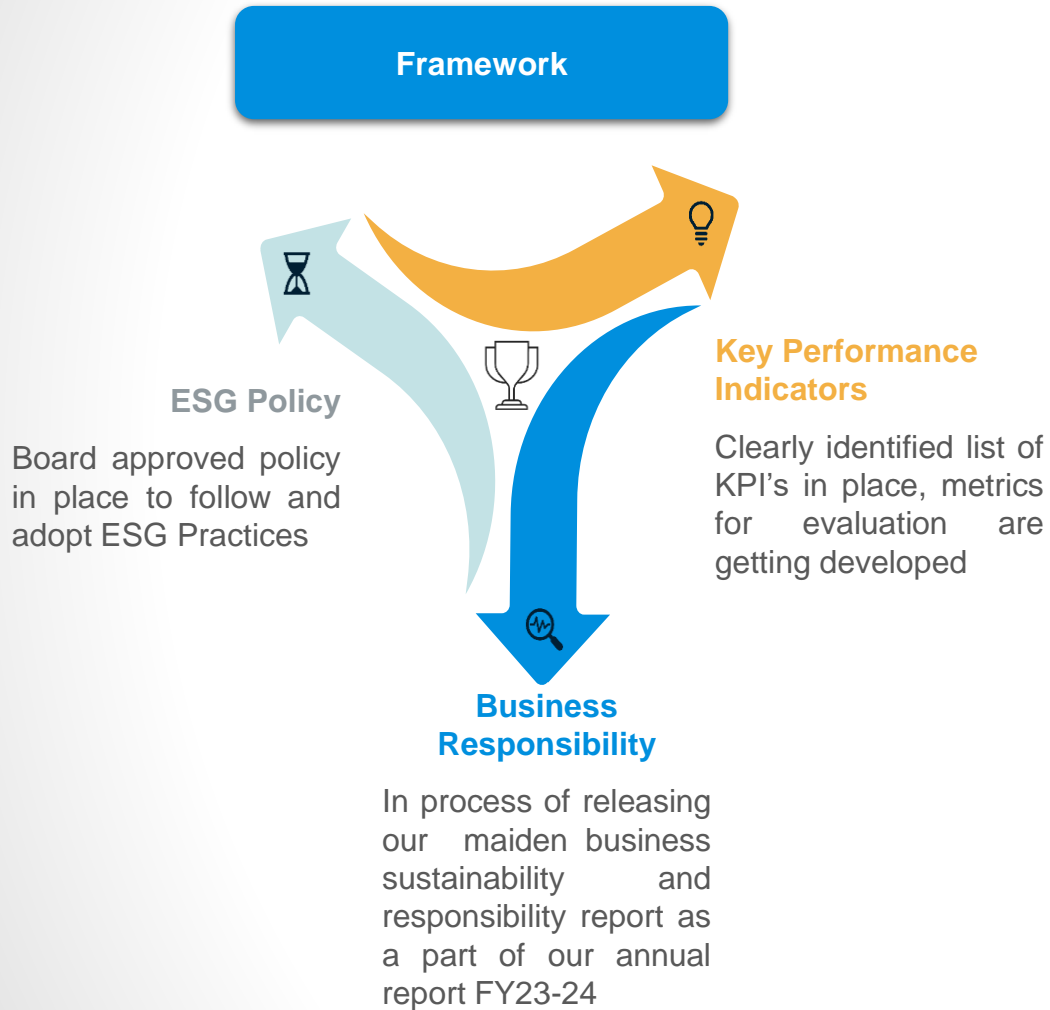 Framework
ESG Policy
Board approved policy
in place to follow and
adopt ESG Practices
Key Performance
Indicators
Clearly identified list of
KPI's in place, metrics
for evaluation are
getting developed
Business
Responsibility
In process of releasing
our maiden business
sustainability and
responsibility report as
a part of our annual
report FY23-24